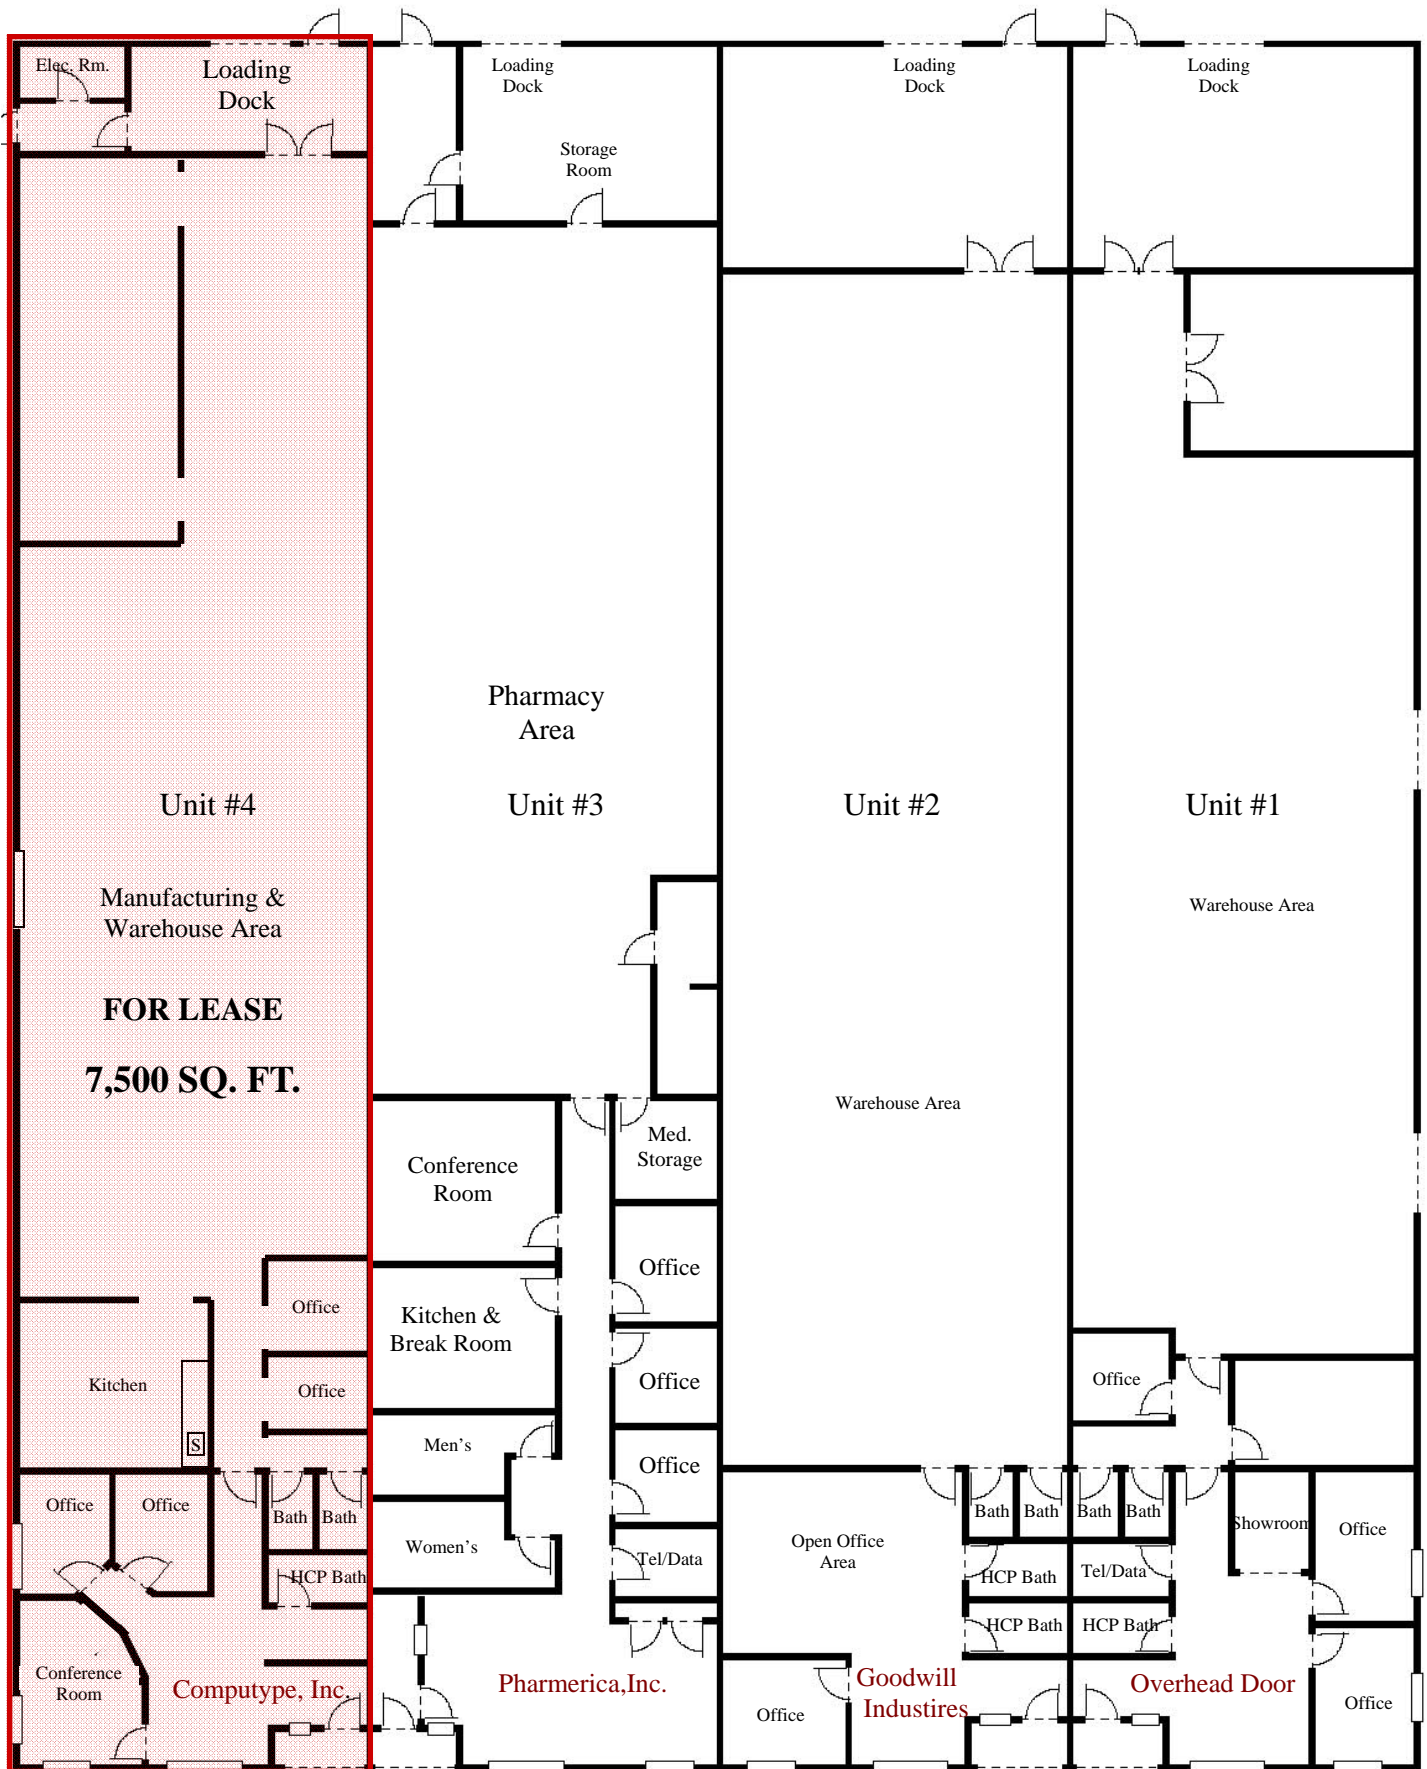 Elec. Rm.
Loading
Dock
Loading
Dock
Storage
Room
Loading
Dock
Loading
Dock
Pharmacy
Area
Unit #4
Unit #3
Unit #2
Unit #1
Manufacturing &
Warehouse Area
FOR LEASE
7,500 SQ. FT.
Warehouse Area
Warehouse Area
Conference
Room
Med.
Storage
Office
Kitchen &
Break Room
Office
Office
Men's
Women's
Tel/Data
Office
Office
Kitchen
S
Office
Office
Bath
Bath
HCP Bath
Conference
Room
Computype, Inc.
Pharmerica,Inc.
Open Office
Area
Bath
Bath
HCP Bath
HCP Bath
Office
Goodwill
Industires
Office
Bath
Bath
Tel/Data
HCP Bath
Showroom
Office
Overhead Door
Office